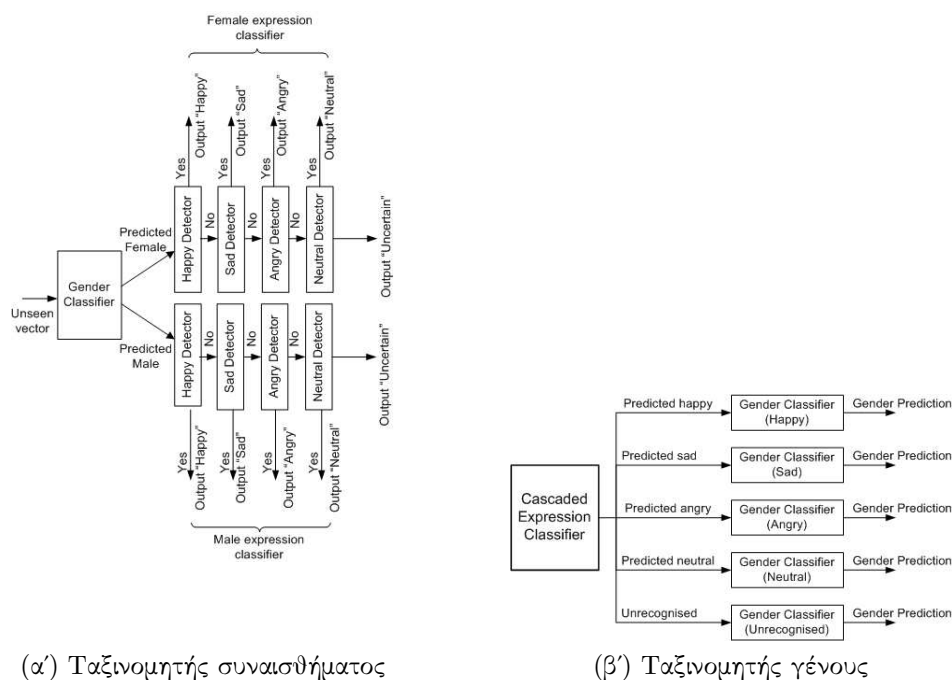 Female expression
classifier
Output "Happy"
Output "Sad"
Output "Angry"
Output "Neutral"
Yes
Yes
Yes
Yes
Happy Detector
No
Sad Detector
No
Angry Detector
No
Neutral Detector
Output "Uncertain"
Predicted
Female
Gender
Classifier
Unseen
vector
Predicted
Male
Happy Detector
No
Sad Detector
No
Angry Detector
No
Neutral Detector
Output "Uncertain"
Yes
Yes
Yes
Yes
Output "Happy"
Output "Sad"
Output "Angry"
Output "Neutral"
Male expression
classifier
(α΄) Ταξινομητής συναισθήματος
Cascaded
Expression
Classifier
Predicted happy
Gender Classifier
(Happy)
Gender Prediction
Predicted sad
Gender Classifier
(Sad)
Gender Prediction
Predicted angry
Gender Classifier
(Angry)
Gender Prediction
Predicted neutral
Gender Classifier
(Neutral)
Gender Prediction
Unrecognised
Gender Classifier
(Unrecognised)
Gender Prediction
(β΄) Ταξινομητής γένους